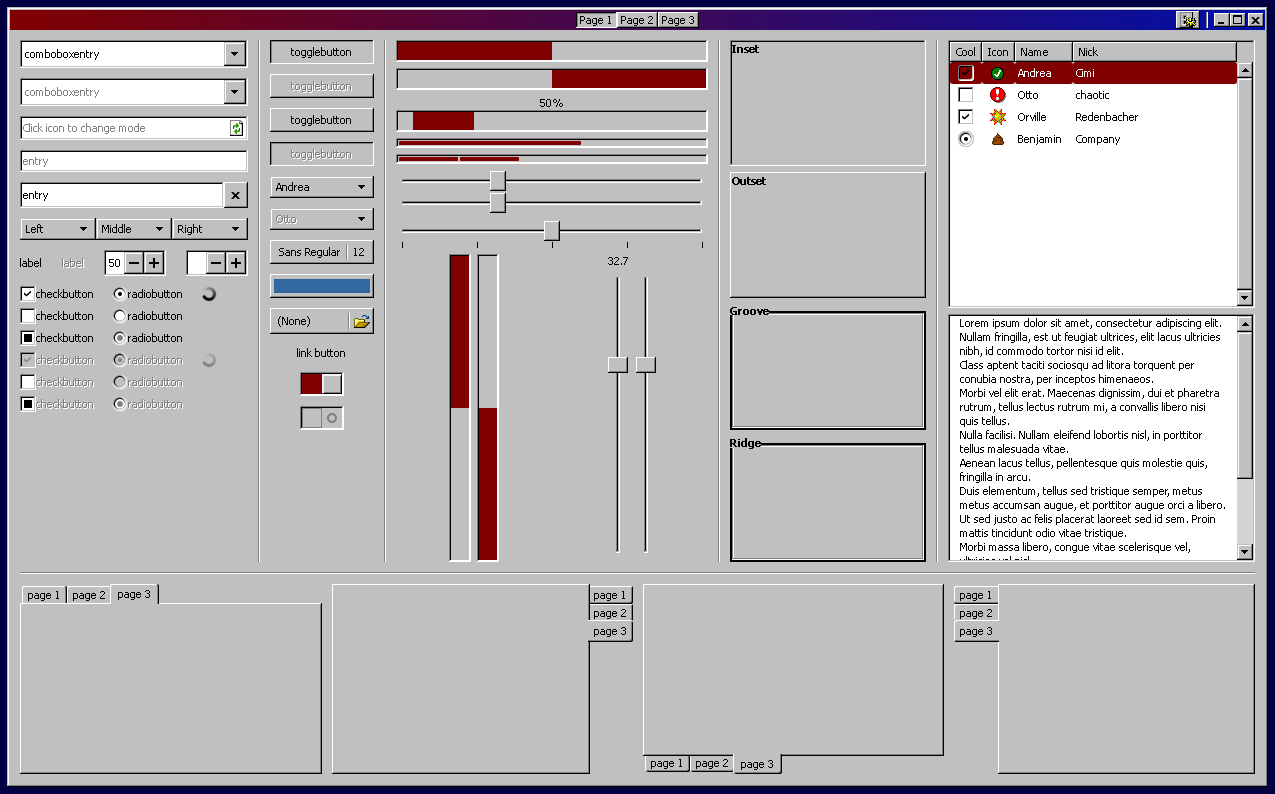 Page 1 Page 2 Page 3
comboboxentry
comboboxentry
Click icon to change mode
entry
entry
Left Middle Right
label label 50
checkbutton radiobutton
checkbutton radiobutton
checkbutton radiobutton
checkbutton radiobutton
checkbutton radiobutton
checkbutton radiobutton
togglebutton
togglebutton
togglebutton
togglebutton
Andrea
Otto
Sans Regular 12
(None)
link button
50%
32.7
Inset
Outset
Groove
Ridge
Cool Icon Name Nick
Andrea Cimi
Otto chaotic
Orville Redenbacher
Benjamin Company
Lorem ipsum dolor sit amet, consectetur adipiscing elit.
Nullam fringilla, est ut feugiat ultrices, elit lacus ultricies
nibh, id commodo tortor nisi id elit.
Class aptent taciti sociosqu ad litora torquent per
conubia nostra, per inceptos himenaeos.
Morbi vel elit erat. Maecenas dignissim, dui et pharetra
rutrum, tellus lectus rutrum mi, a convallis libero nisi
quis tellus.
Nulla facilisi. Nullam eleifend lobortis nisl, in porttitor
tellus malesuada vitae.
Aenean lacus tellus, pellentesque quis molestie quis,
fringilla in arcu.
Duis elementum, tellus sed tristique semper, metus
metus accumsan augue, et porttitor augue orci a libero.
Ut sed justo ac felis placerat laoreet sed id sem. Proin
mattis tincidunt odio vitae tristique.
Morbi massa libero, congue vitae scelerisque vel,
page 1 page 2 page 3
page 1
page 2
page 3
page 1 page 2 page 3
page 1
page 2
page 3